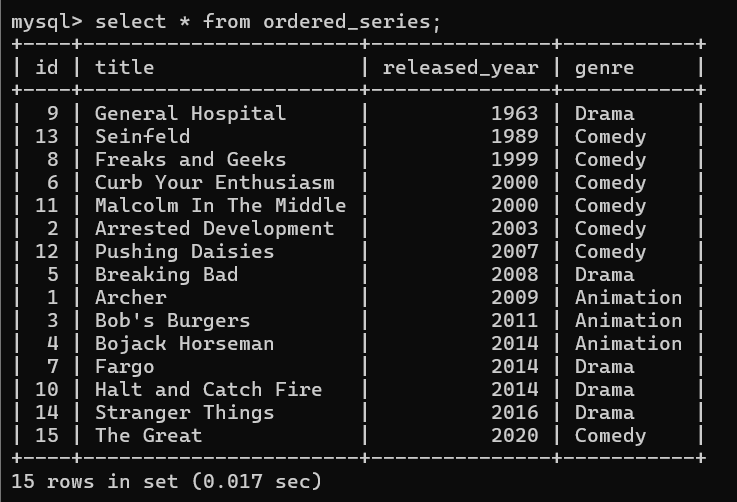 mysql> select * from ordered_series;
+----+-----------------------+---------------+-----------+
| id | title                 | released_year | genre     |
+----+-----------------------+---------------+-----------+
|  9 | General Hospital      |          1963 | Drama     |
| 13 | Seinfeld              |          1989 | Comedy    |
|  8 | Freaks and Geeks      |          1999 | Comedy    |
|  6 | Curb Your Enthusiasm  |          2000 | Comedy    |
| 11 | Malcolm In The Middle |          2000 | Comedy    |
|  2 | Arrested Development  |          2003 | Comedy    |
| 12 | Pushing Daisies       |          2007 | Comedy    |
|  5 | Breaking Bad          |          2008 | Drama     |
|  1 | Archer                |          2009 | Animation |
|  3 | Bob's Burgers         |          2011 | Animation |
|  4 | Bojack Horseman       |          2014 | Animation |
|  7 | Fargo                 |          2014 | Drama     |
| 10 | Halt and Catch Fire   |          2014 | Drama     |
| 14 | Stranger Things       |          2016 | Drama     |
| 15 | The Great             |          2020 | Comedy    |
+----+-----------------------+---------------+-----------+
15 rows in set (0.017 sec)